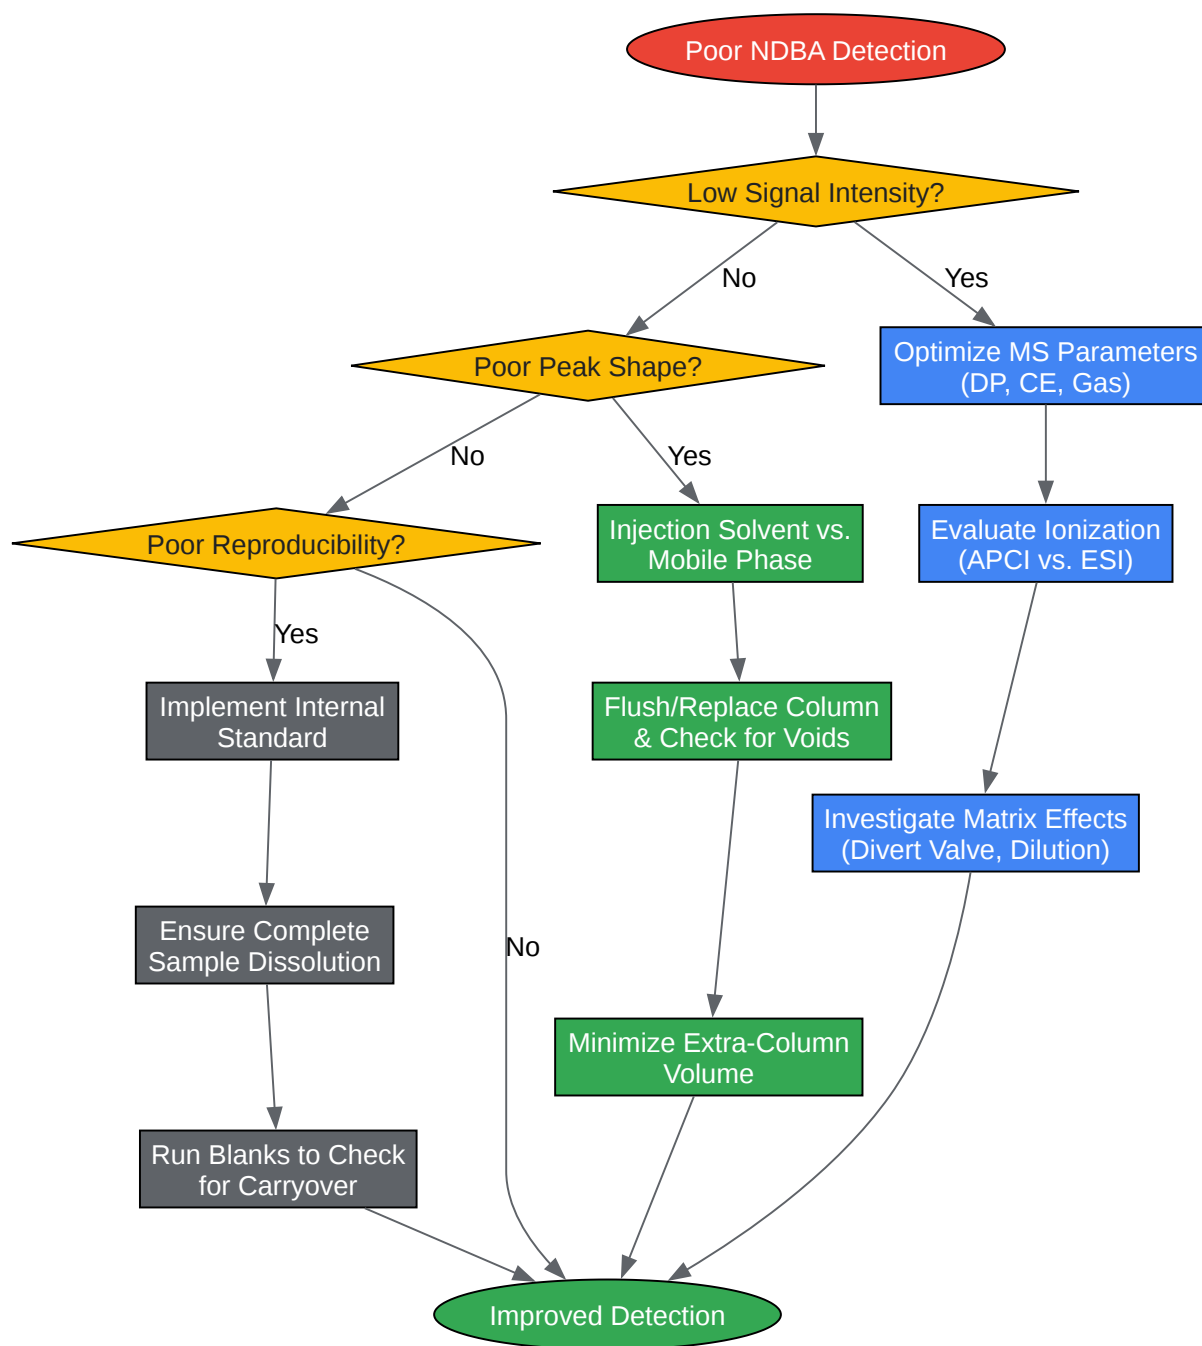 Poor NDBA Detection
Low Signal Intensity?
No
Yes
Poor Peak Shape?
Optimize MS Parameters
(DP, CE, Gas)
No
Yes
Poor Reproducibility?
Injection Solvent vs.
Mobile Phase
Evaluate Ionization
(APCI vs. ESI)
Yes
Implement Internal
Standard
Flush/Replace Column
& Check for Voids
Investigate Matrix Effects
(Divert Valve, Dilution)
Ensure Complete
Sample Dissolution
No
Minimize Extra-Column
Volume
Run Blanks to Check
for Carryover
Improved Detection